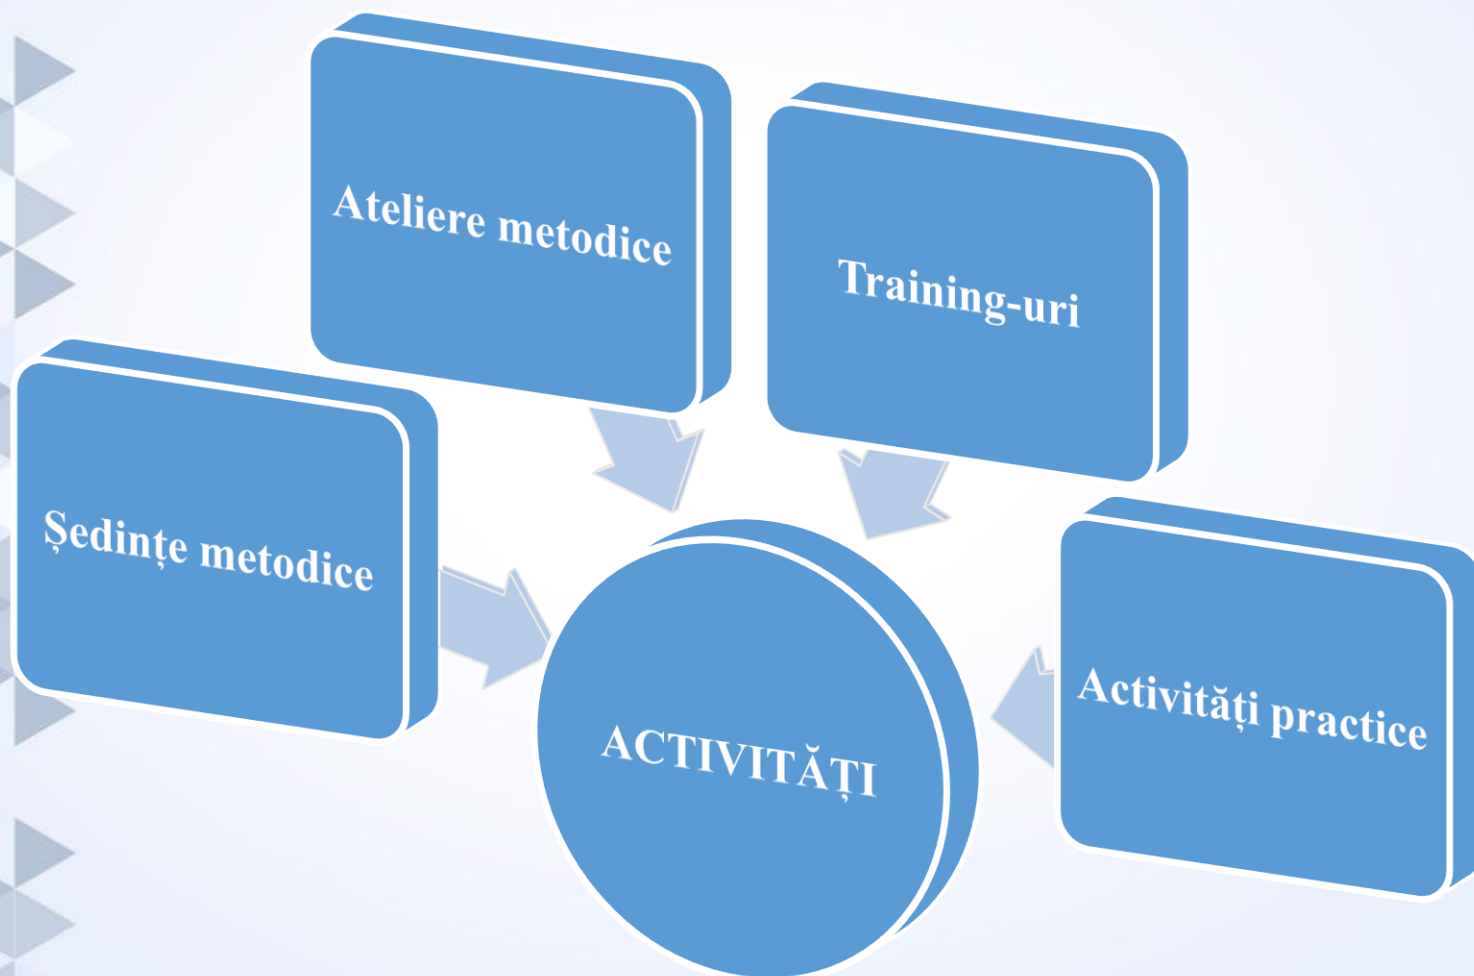 Ateliere metodice
Training-uri
Ședințe metodice
Activități practice
ACTIVITĂȚI